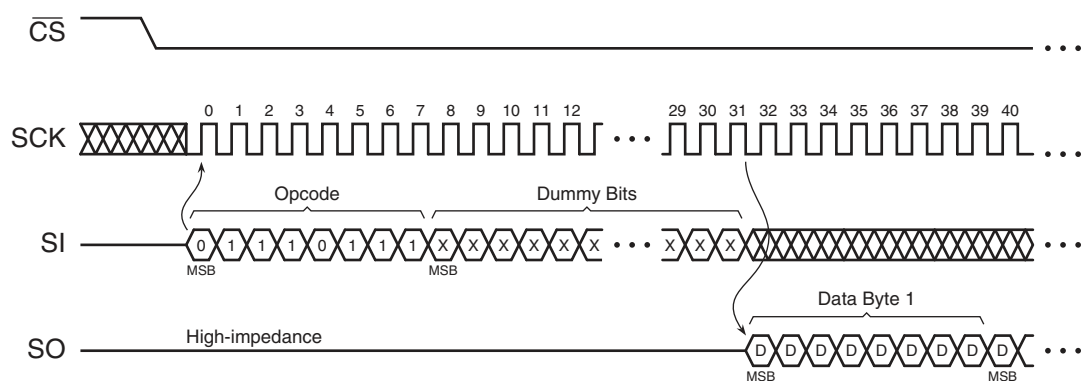 CS
0 1 2 3 4 5 6 7 8 9 10 11 12 29 30 31 32 33 34 35 36 37 38 39 40
SCK
Opcode Dummy Bits
SI 0 1 1 1 0 1 1 1 X X X X X X X X X
MSB MSB
Data Byte 1
High-impedance
SO D D D D D D D D D
MSB MSB